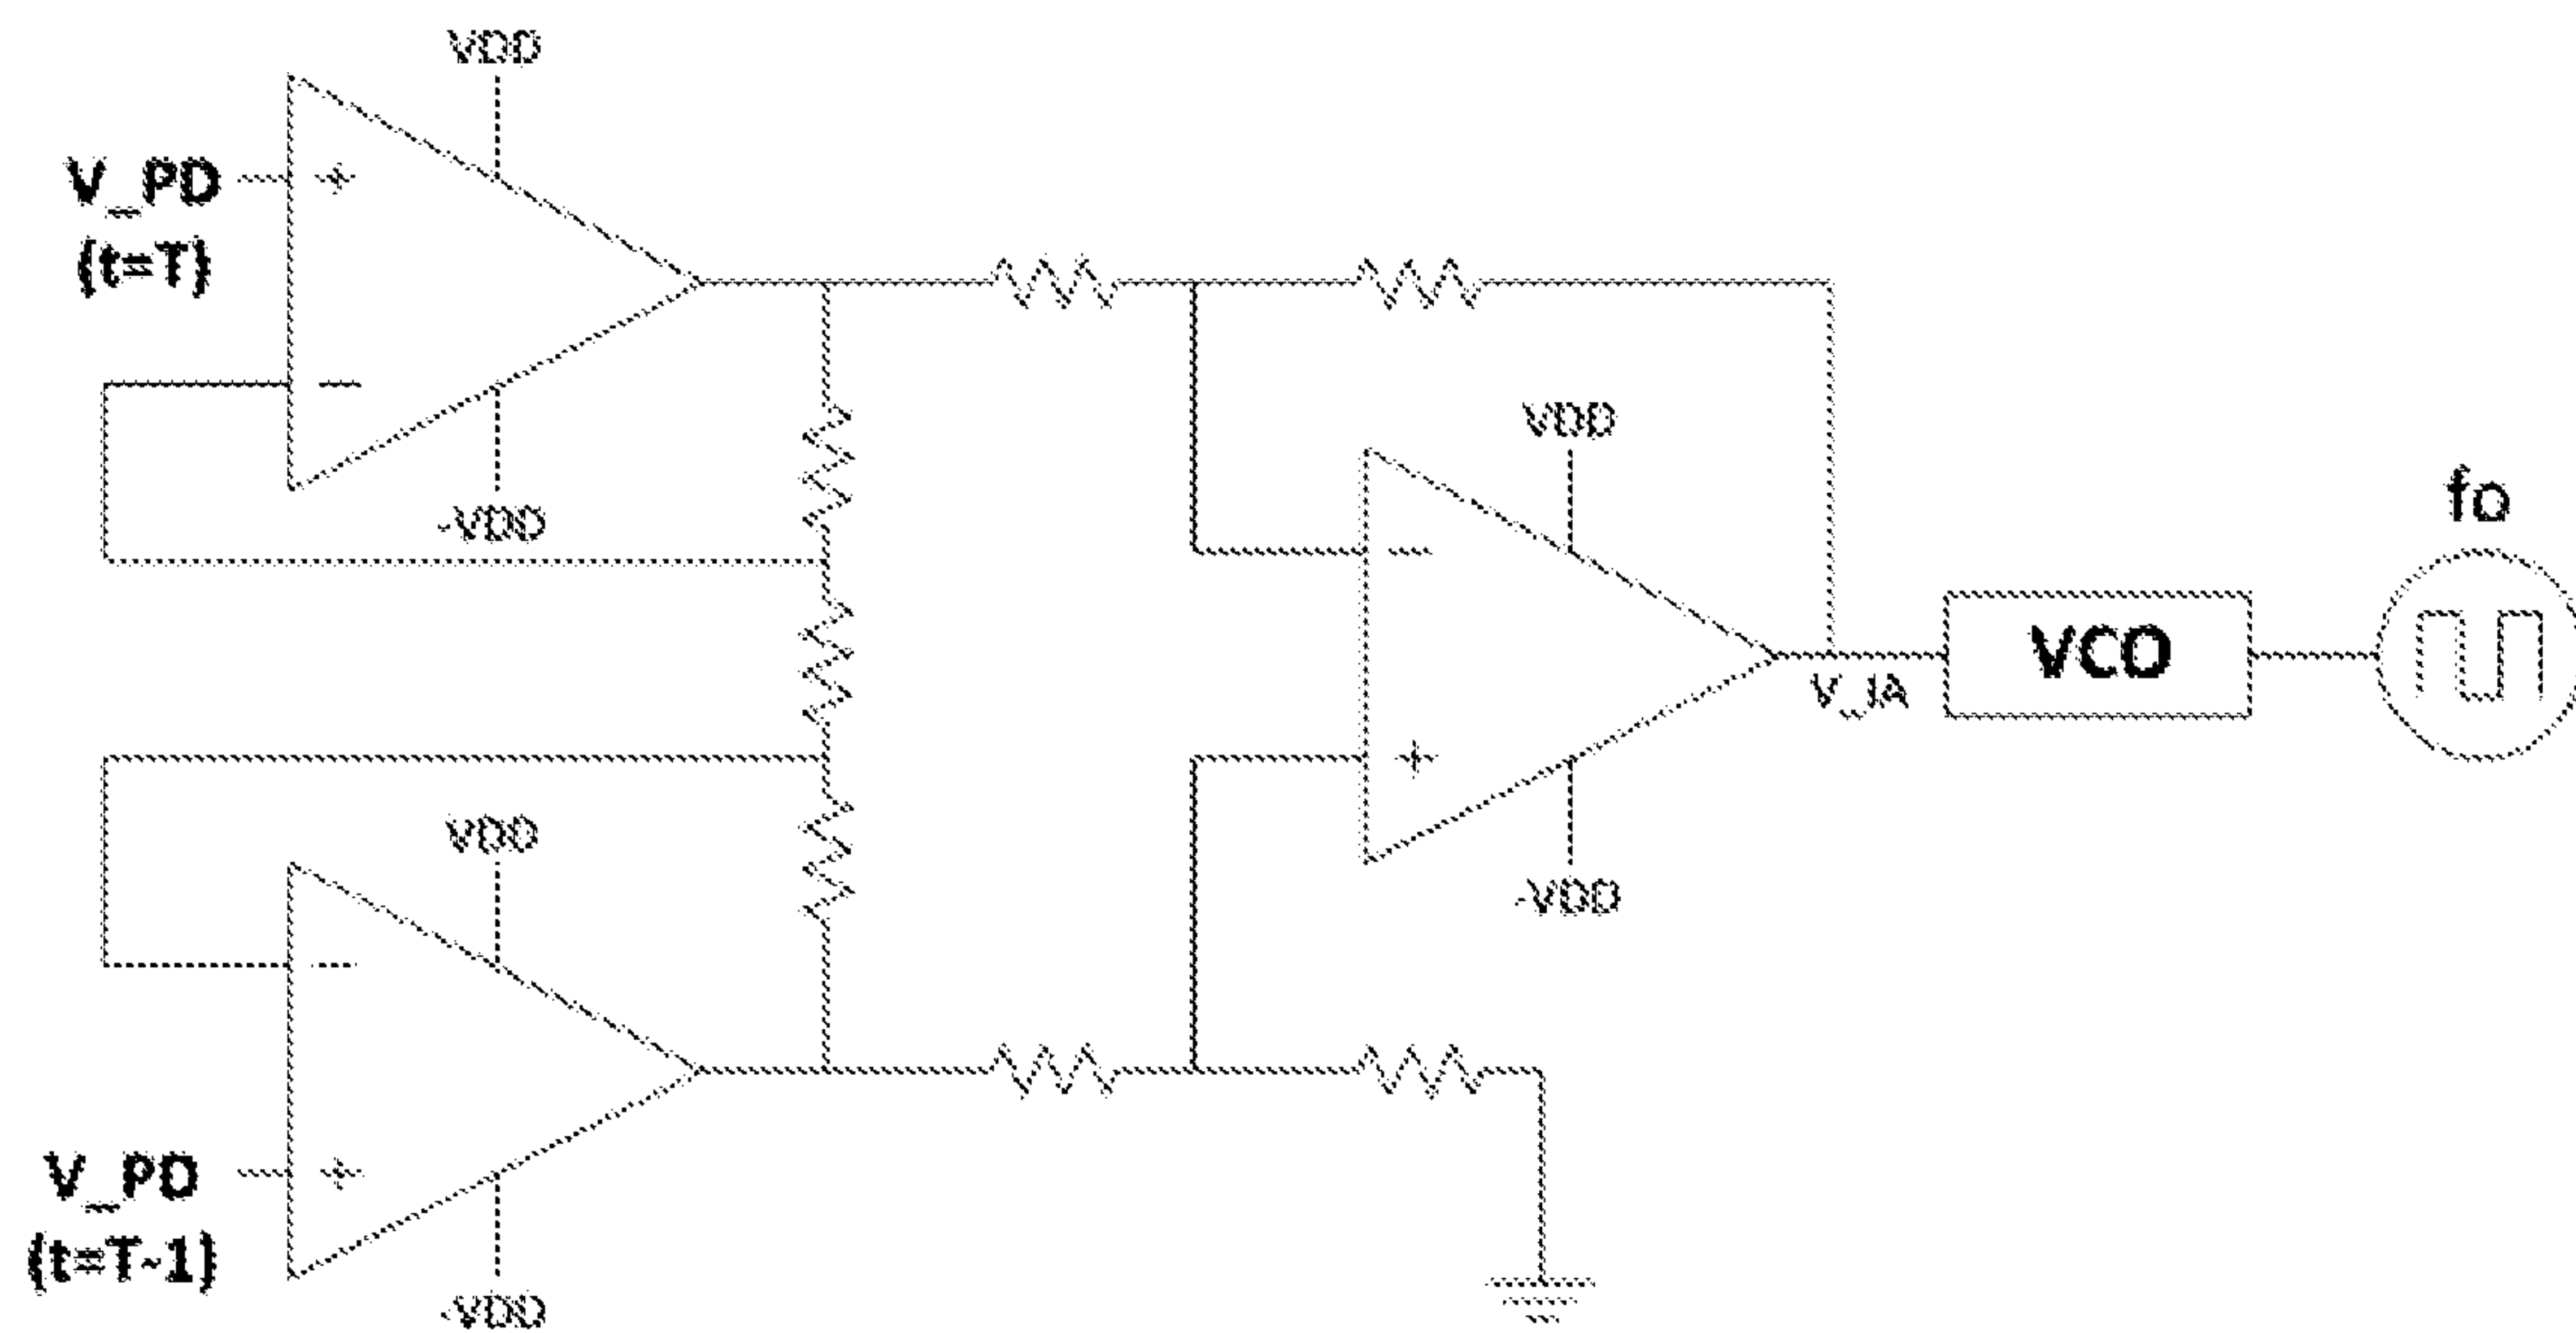 VDD
V_PD
(t=T)
+
−
-VDD
VDD
fo
−
VCO
V_IA
+
VDD
-VDD
−
V_PD
+
(t=T-1)
-VDD